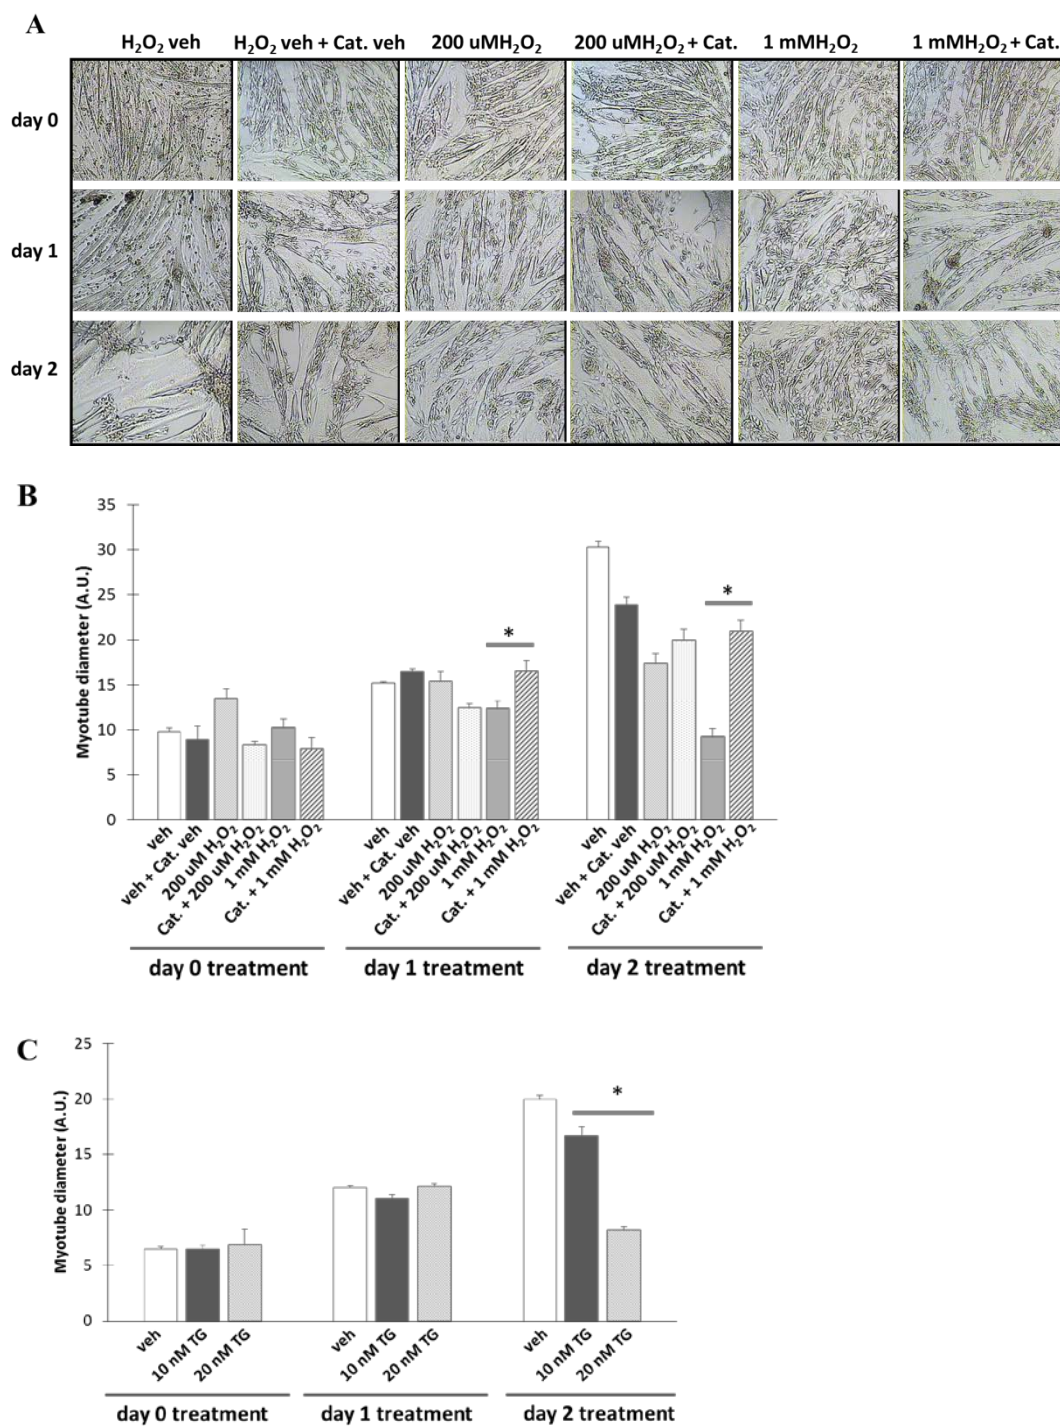 A
H₂O₂ veh H₂O₂ veh + Cat. veh 200 uMH₂O₂ 200 uMH₂O₂ + Cat. 1 mMH₂O₂ 1 mMH₂O₂ + Cat.
day 0
day 1
day 2
B
Myotube diameter (A.U.)
35
30
25
20
15
10
5
0
*
*
veh
veh + Cat. veh
200 uM H₂O₂
Cat. + 200 uM H₂O₂
1 mM H₂O₂
Cat. + 1 mM H₂O₂
veh
veh + Cat. veh
200 uM H₂O₂
Cat. + 200 uM H₂O₂
1 mM H₂O₂
Cat. + 1 mM H₂O₂
veh
veh + Cat. veh
200 uM H₂O₂
Cat. + 200 uM H₂O₂
1 mM H₂O₂
Cat. + 1 mM H₂O₂
day 0 treatment day 1 treatment day 2 treatment
C
Myotube diameter (A.U.)
25
20
15
10
5
0
*
veh
10 nM TG
20 nM TG
veh
10 nM TG
20 nM TG
veh
10 nM TG
20 nM TG
day 0 treatment day 1 treatment day 2 treatment